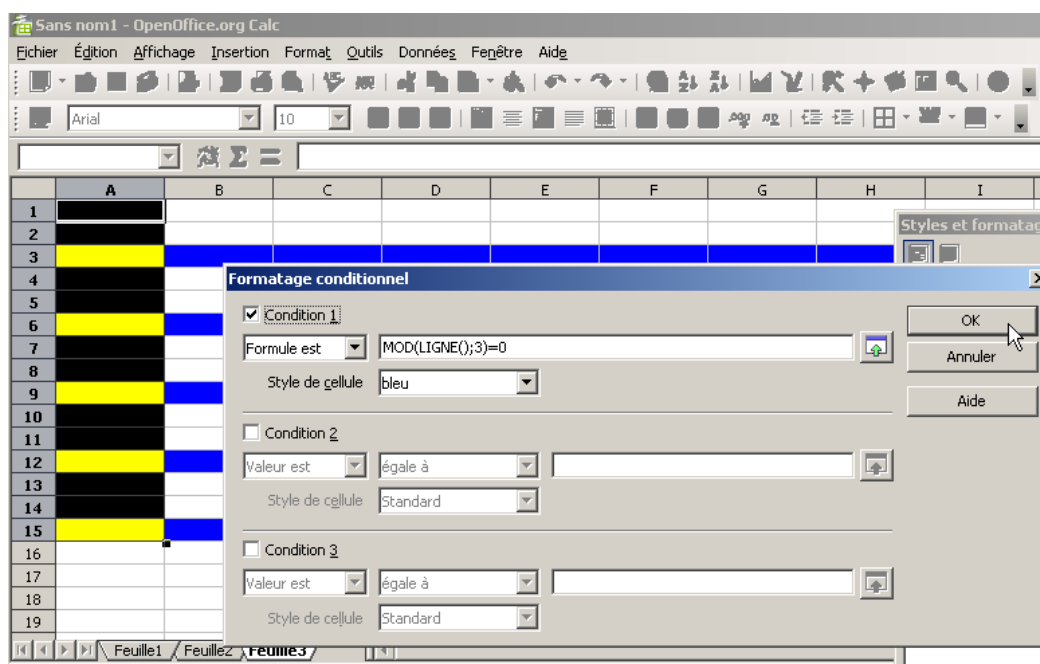 Sans nom1 - OpenOffice.org Calc
Fichier Édition Affichage Insertion Format Outils Données Fenêtre Aide
Arial 10
A B C D E F G H I
1
2
Styles et formatag
3
4
Formatage conditionnel
5
Condition 1
OK
6
7
Formule est MOD(LIGNE();3)=0
Annuler
8
Style de cellule bleu
9
Aide
10
11
Condition 2
12
Valeur est égale à
13
Style de cellule Standard
14
15
16
Condition 3
17
Valeur est égale à
18
Style de cellule Standard
19
Feuille1 Feuille2 Feuille3